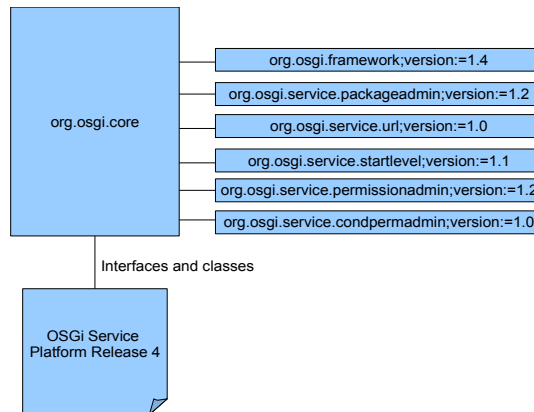 org.osgi.core
org.osgi.framework;version:=1.4
org.osgi.service.packageadmin;version:=1.2
org.osgi.service.url;version:=1.0
org.osgi.service.startlevel;version:=1.1
org.osgi.service.permissionadmin;version:=1.2
org.osgi.service.condpermadmin;version:=1.0
Interfaces and classes
OSGi Service
Platform Release 4